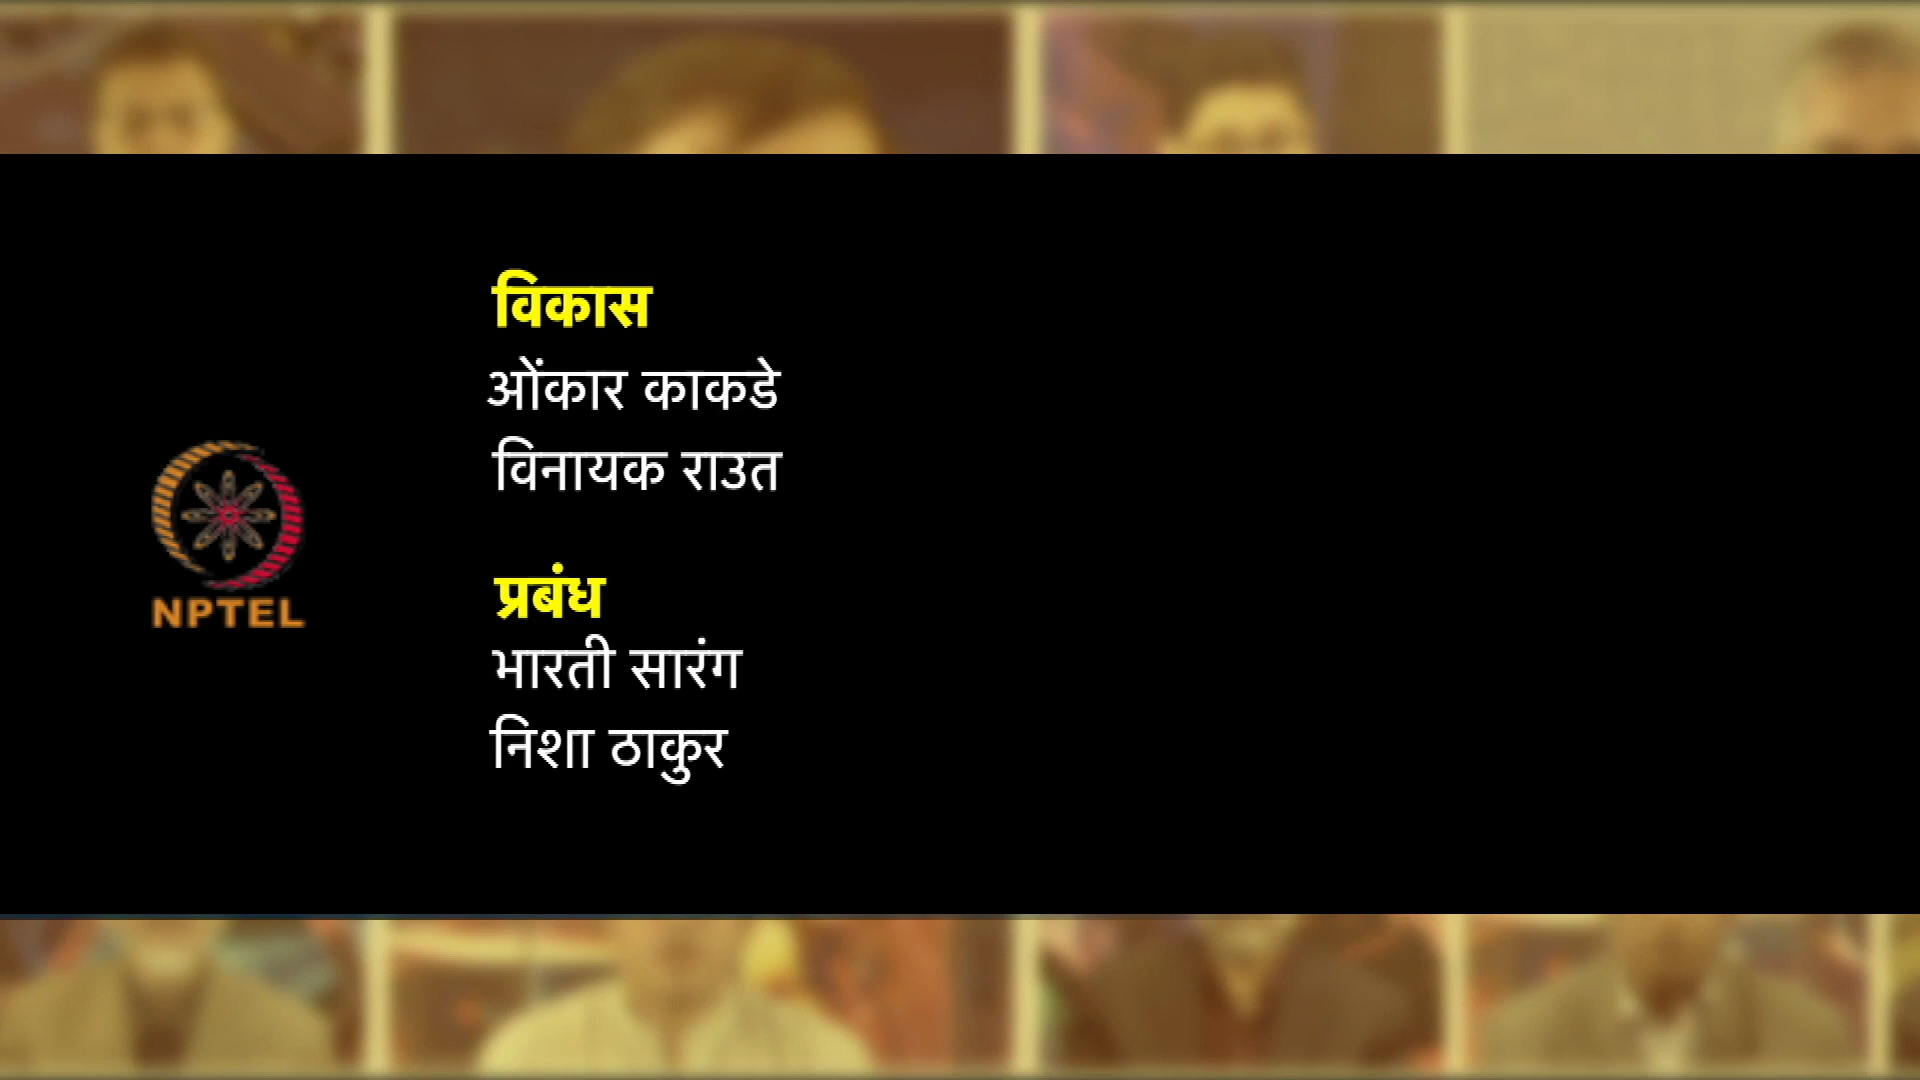 विकास
ओंकार काकडे
विनायक राउत
NPTEL
प्रबंध
भारती सारंग
निशा ठाकुर